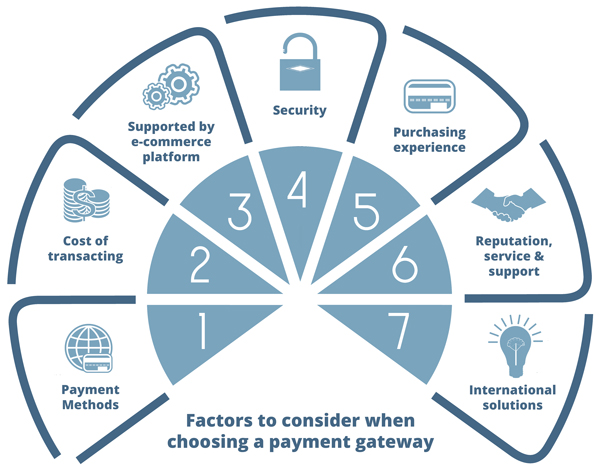 1
Payment
Methods
2
Cost of
transacting
3
Supported by
e-commerce
platform
4
Security
5
Purchasing
experience
6
Reputation,
service &
support
7
International
solutions
Factors to consider when
choosing a payment gateway